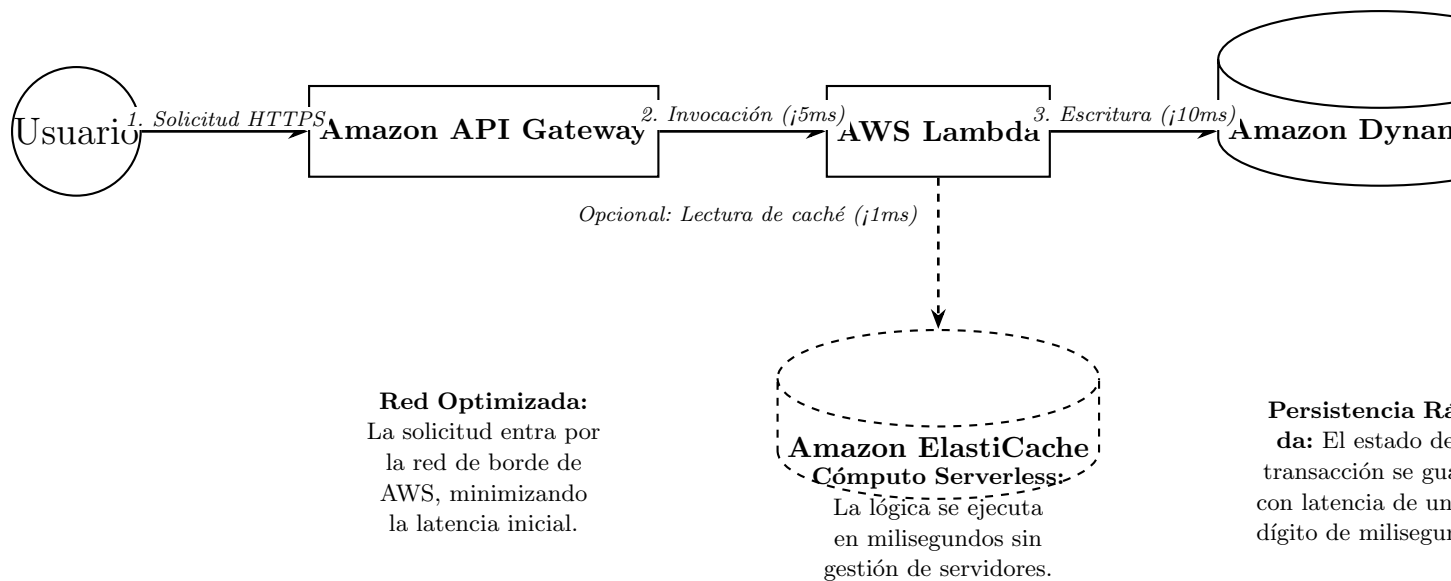 Usuario
1. Solicitud HTTPS
Amazon API Gateway
2. Invocación (¡5ms)
AWS Lambda
3. Escritura (¡10ms)
Amazon Dynam
Opcional: Lectura de caché (¡1ms)
Amazon ElastiCache
Red Optimizada:
La solicitud entra por
la red de borde de
AWS, minimizando
la latencia inicial.
Cómputo Serverless:
La lógica se ejecuta
en milisegundos sin
gestión de servidores.
Persistencia Rá
da: El estado de
transacción se gua
con latencia de un
dígito de milisegun